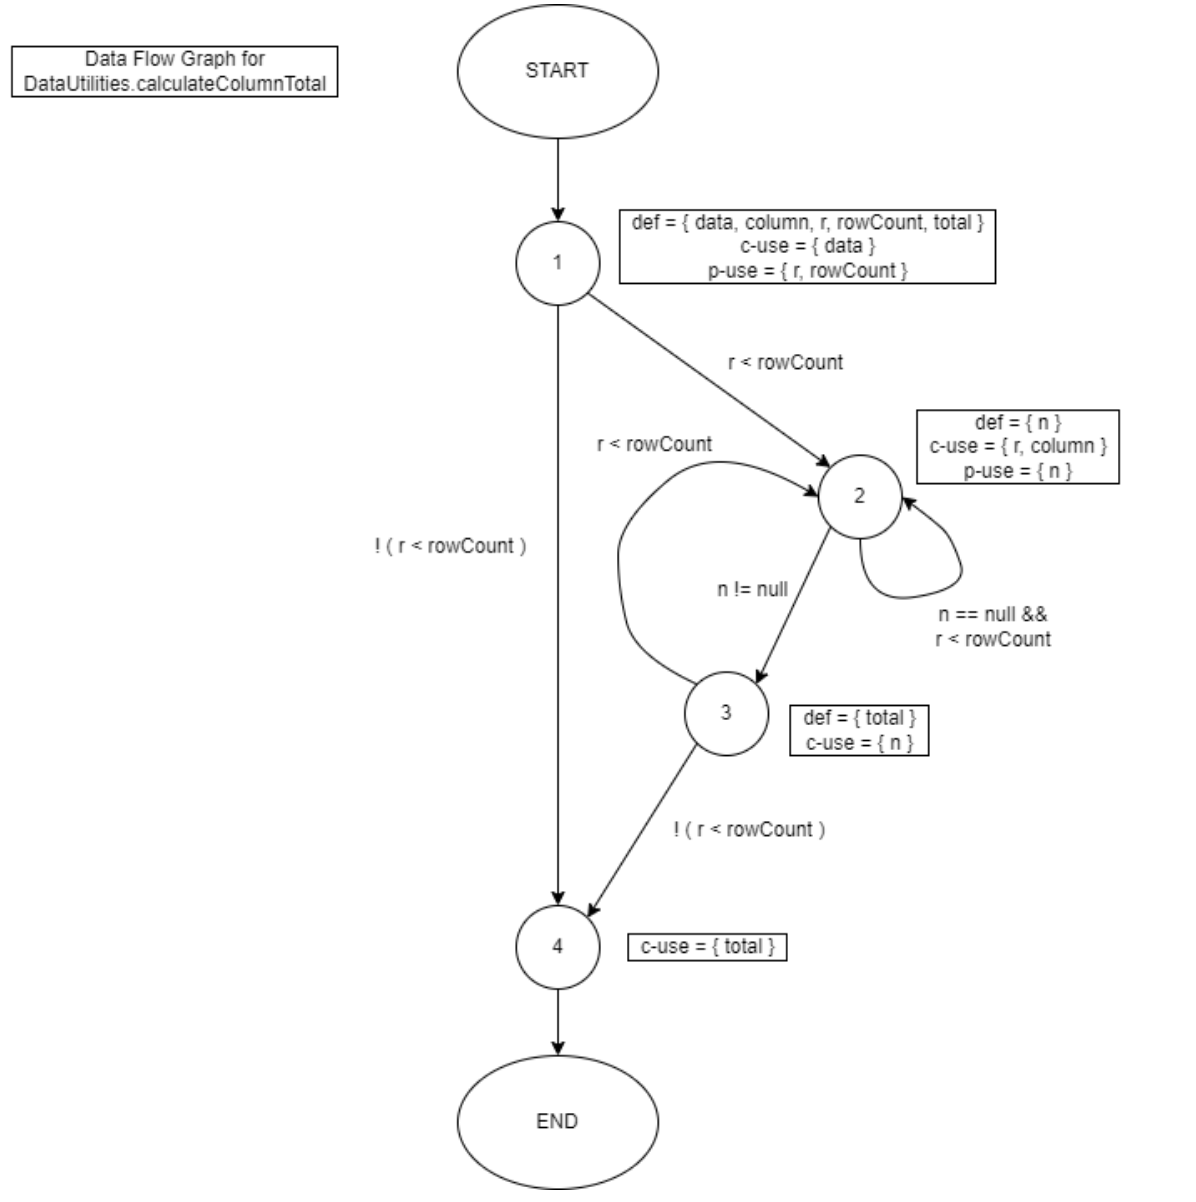 Data Flow Graph for
DataUtilities.calculateColumnTotal
START
1
def = { data, column, r, rowCount, total }
c-use = { data }
p-use = { r, rowCount }
r < rowCount
r < rowCount
2
def = { n }
c-use = { r, column }
p-use = { n }
! ( r < rowCount )
n != null
n == null &&
r < rowCount
3
def = { total }
c-use = { n }
! ( r < rowCount )
4
c-use = { total }
END